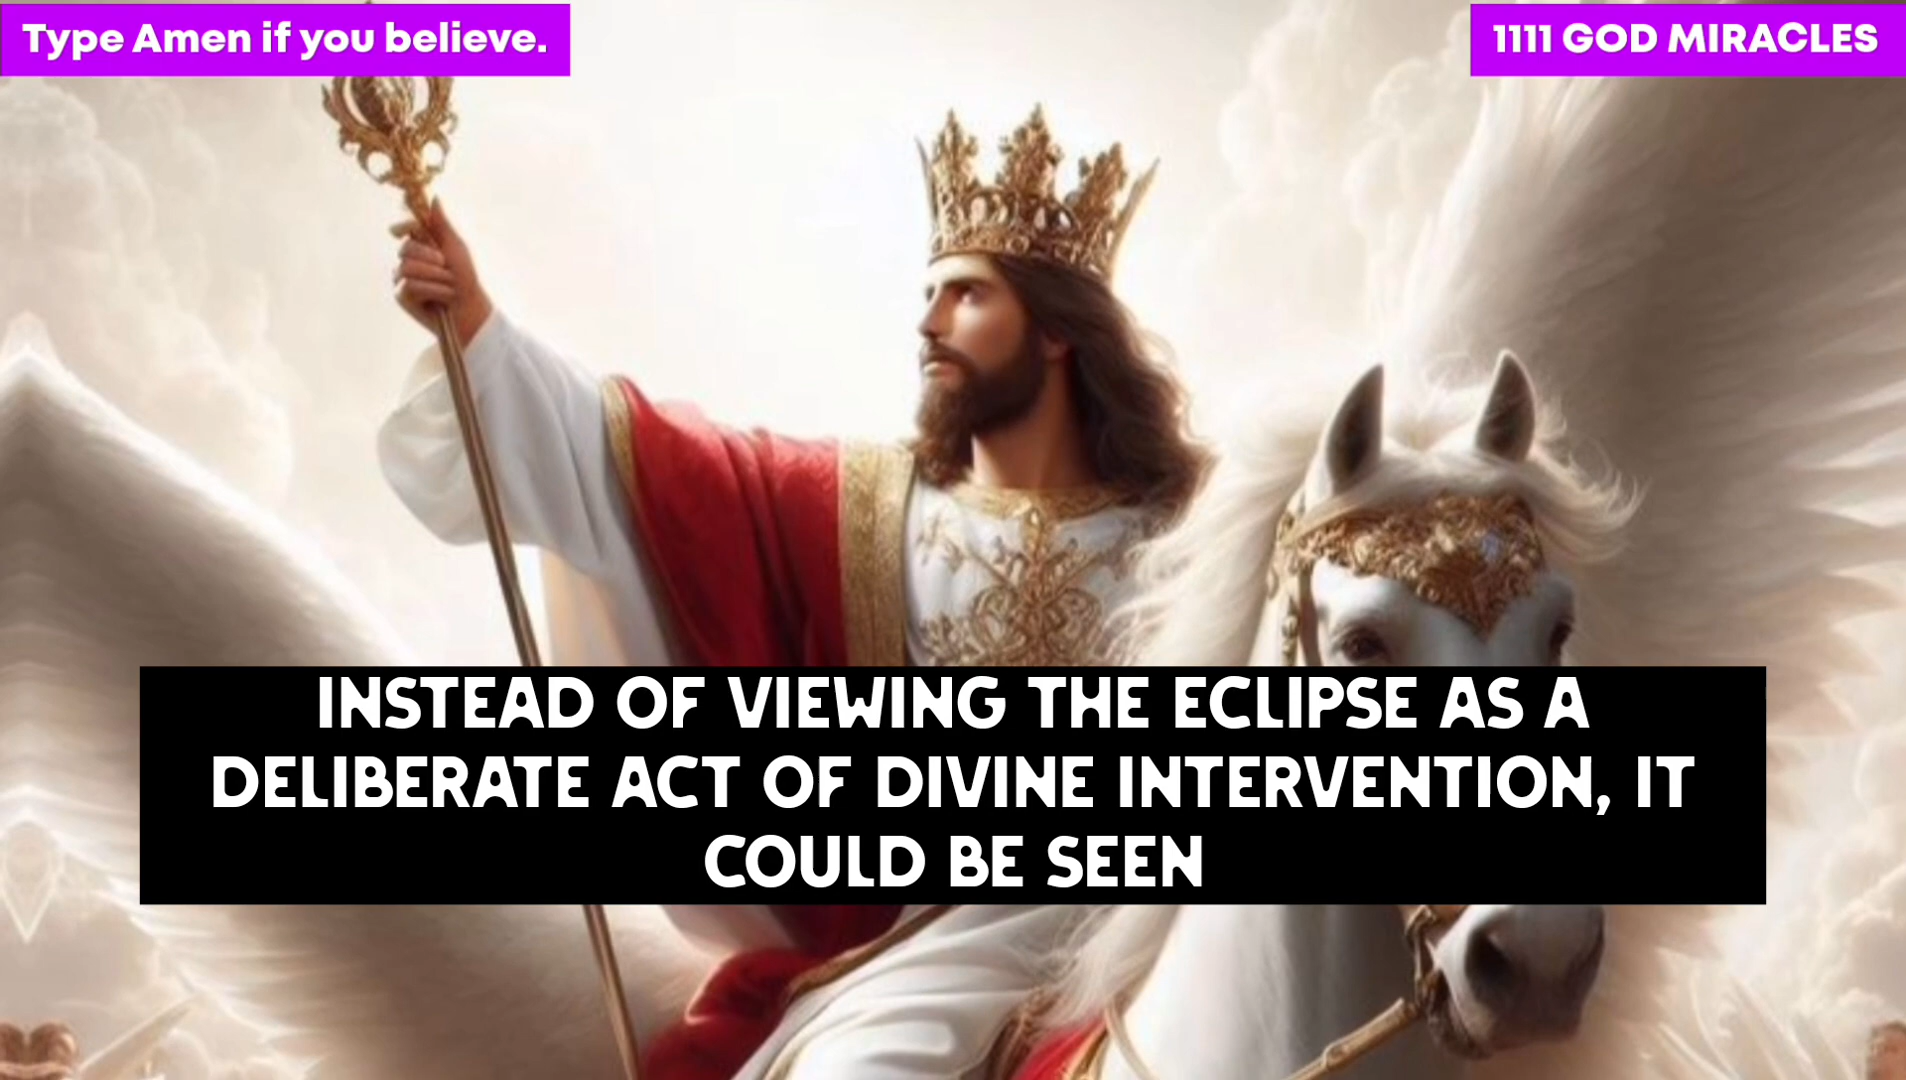 Type Amen if you believe.
1111 GOD MIRACLES
INSTEAD OF VIEWING THE ECLIPSE AS A
DELIBERATE ACT OF DIVINE INTERVENTION, IT
COULD BE SEEN